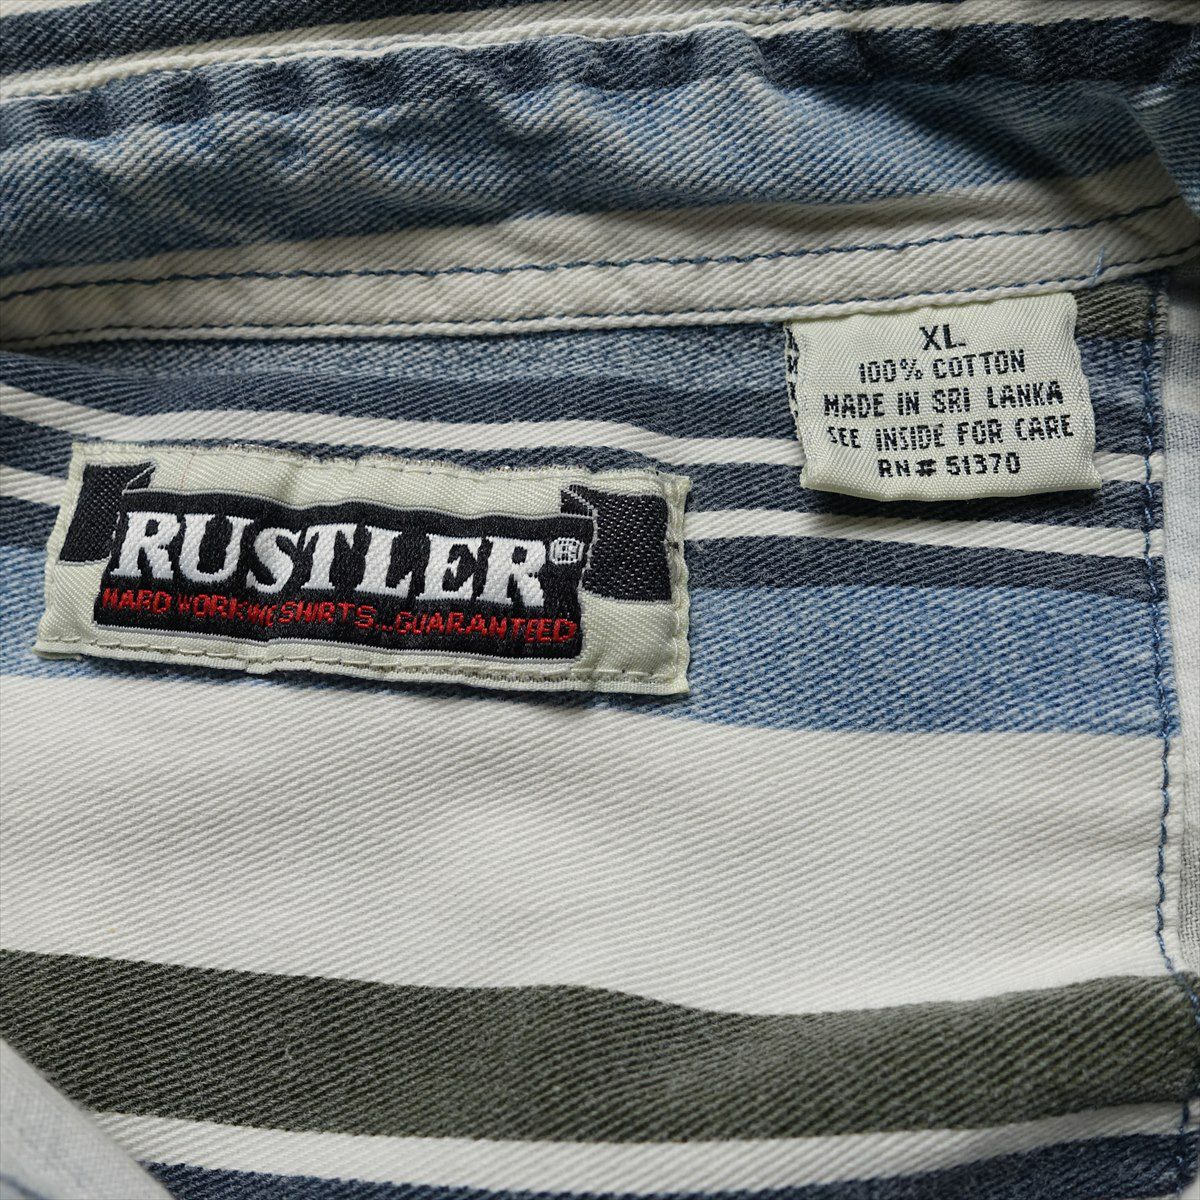 RUSTLER®
HARD WORKING SHIRTS...GUARANTEED
XL
100% COTTON
MADE IN SRI LANKA
SEE INSIDE FOR CARE
RN# 51370